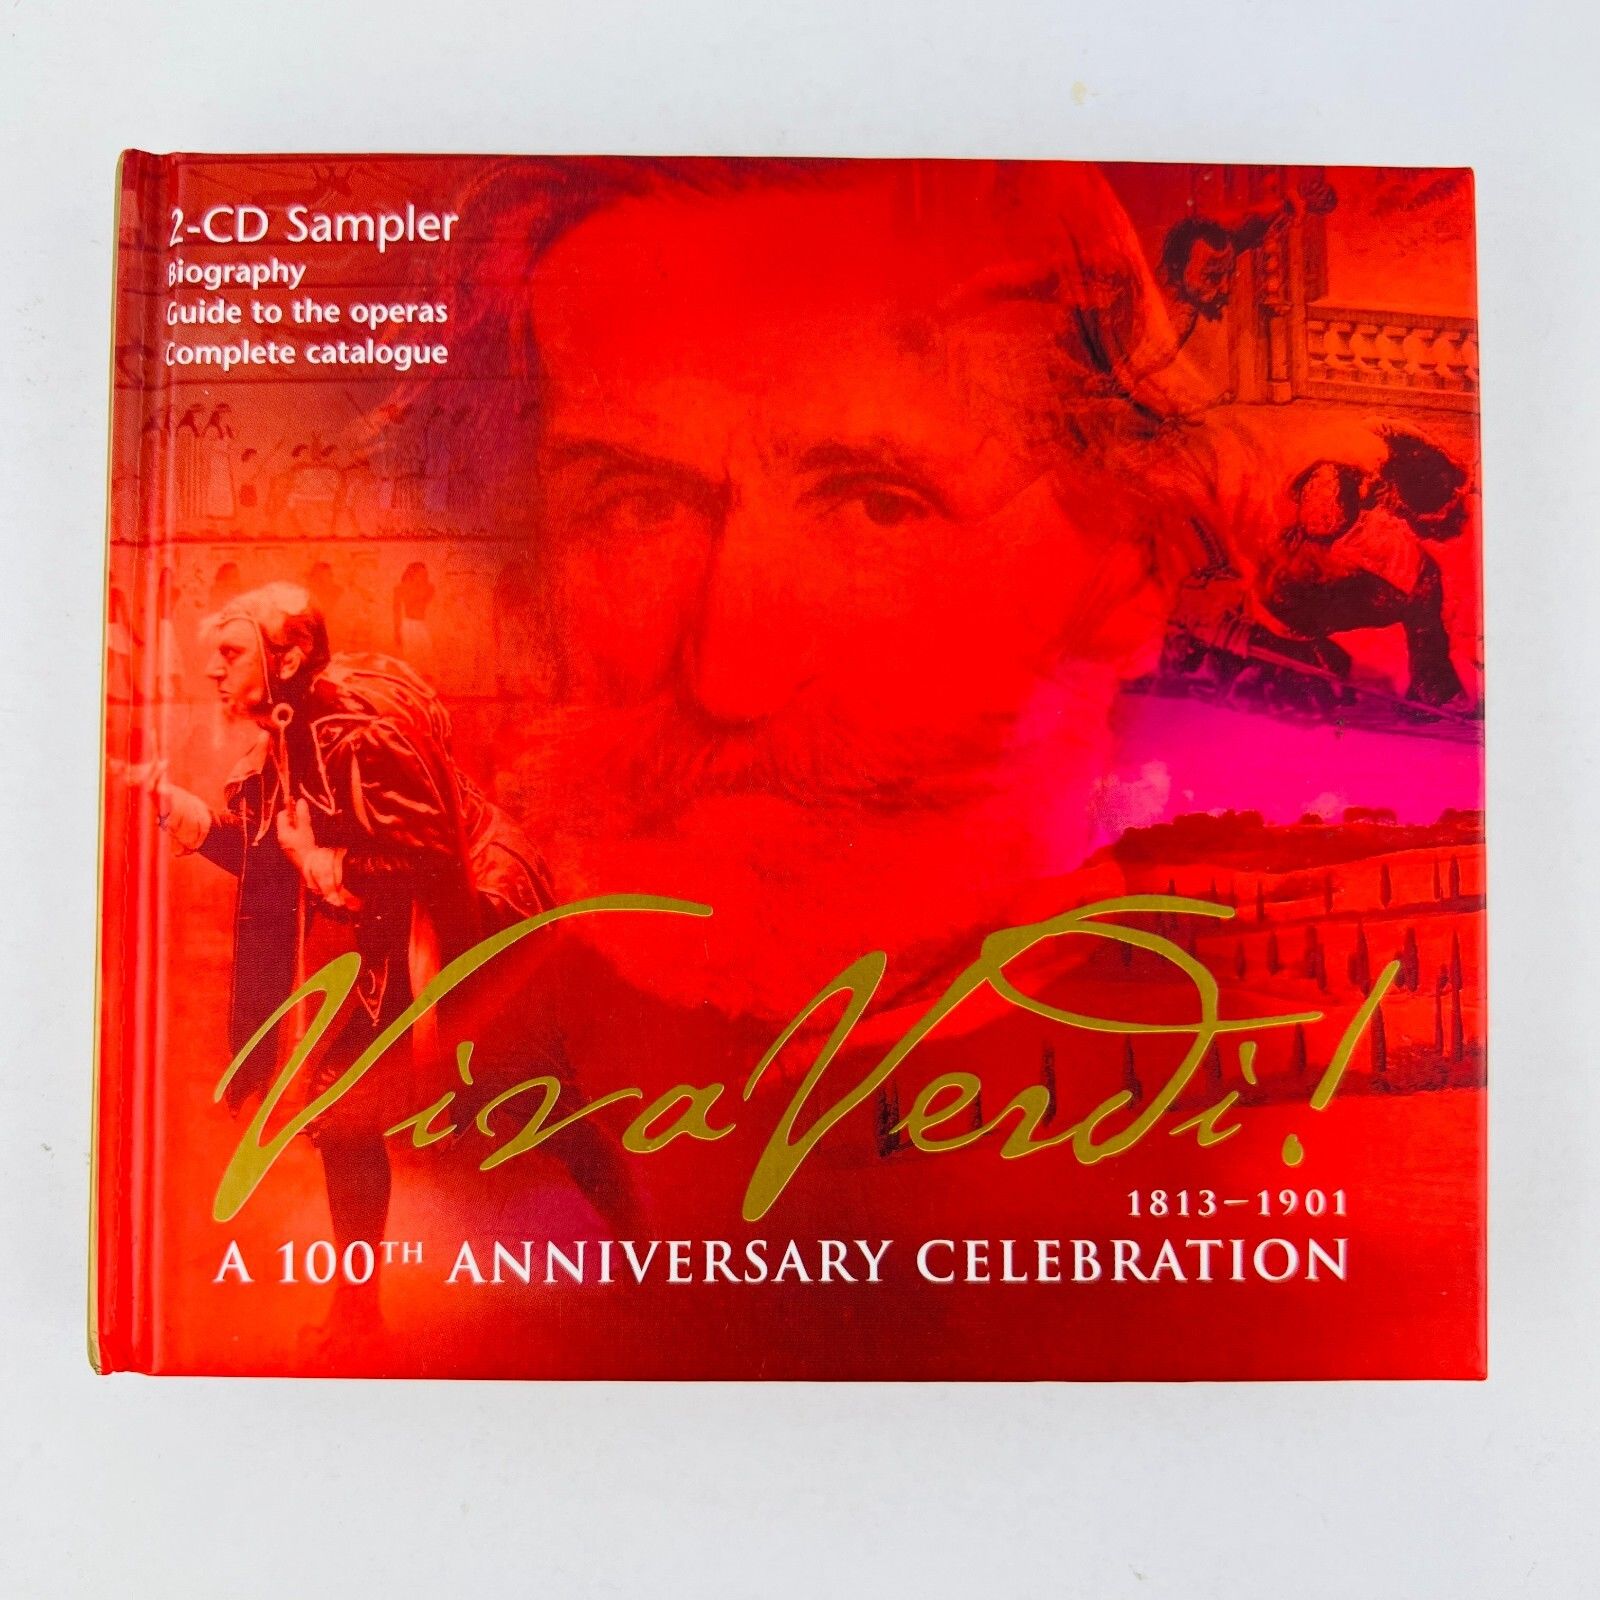 2-CD Sampler
Biography
Guide to the operas
Complete catalogue
Viva Verdi!
1813–1901
A 100TH ANNIVERSARY CELEBRATION